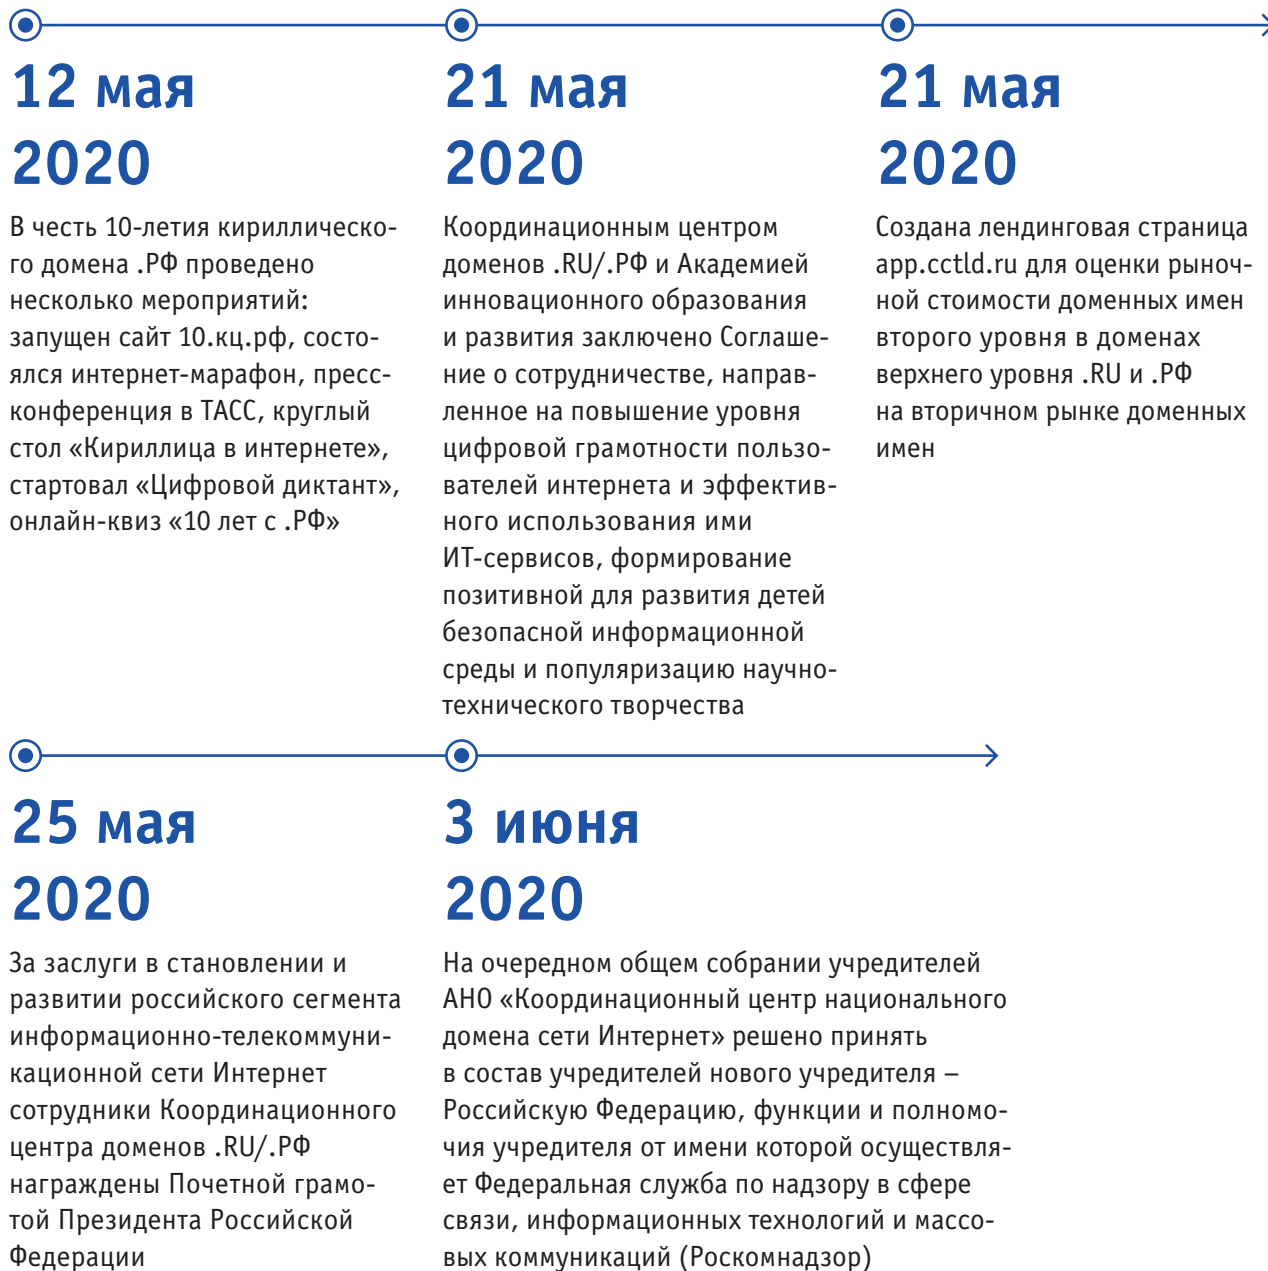 12 мая
2020
В честь 10-летия кириллическо-
го домена .РФ проведено
несколько мероприятий:
запущен сайт 10.кц.рф, состо-
ялся интернет-марафон, пресс-
конференция в ТАСС, круглый
стол «Кириллица в интернете»,
стартовал «Цифровой диктант»,
онлайн-квиз «10 лет с .РФ»
21 мая
2020
Координационным центром
доменов .RU/.РФ и Академией
инновационного образования
и развития заключено Соглаше-
ние о сотрудничестве, направ-
ленное на повышение уровня
цифровой грамотности пользо-
вателей интернета и эффектив-
ного использования ими
ИТ-сервисов, формирование
позитивной для развития детей
безопасной информационной
среды и популяризацию научно-
технического творчества
21 мая
2020
Создана лендинговая страница
app.cctld.ru для оценки рыноч-
ной стоимости доменных имен
второго уровня в доменах
верхнего уровня .RU и .РФ
на вторичном рынке доменных
имен
25 мая
2020
За заслуги в становлении и
развитии российского сегмента
информационно-телекоммуни-
кационной сети Интернет
сотрудники Координационного
центра доменов .RU/.РФ
награждены Почетной грамо-
той Президента Российской
Федерации
3 июня
2020
На очередном общем собрании учредителей
АНО «Координационный центр национального
домена сети Интернет» решено принять
в состав учредителей нового учредителя –
Российскую Федерацию, функции и полномо-
чия учредителя от имени которой осуществля-
ет Федеральная служба по надзору в сфере
связи, информационных технологий и массо-
вых коммуникаций (Роскомнадзор)